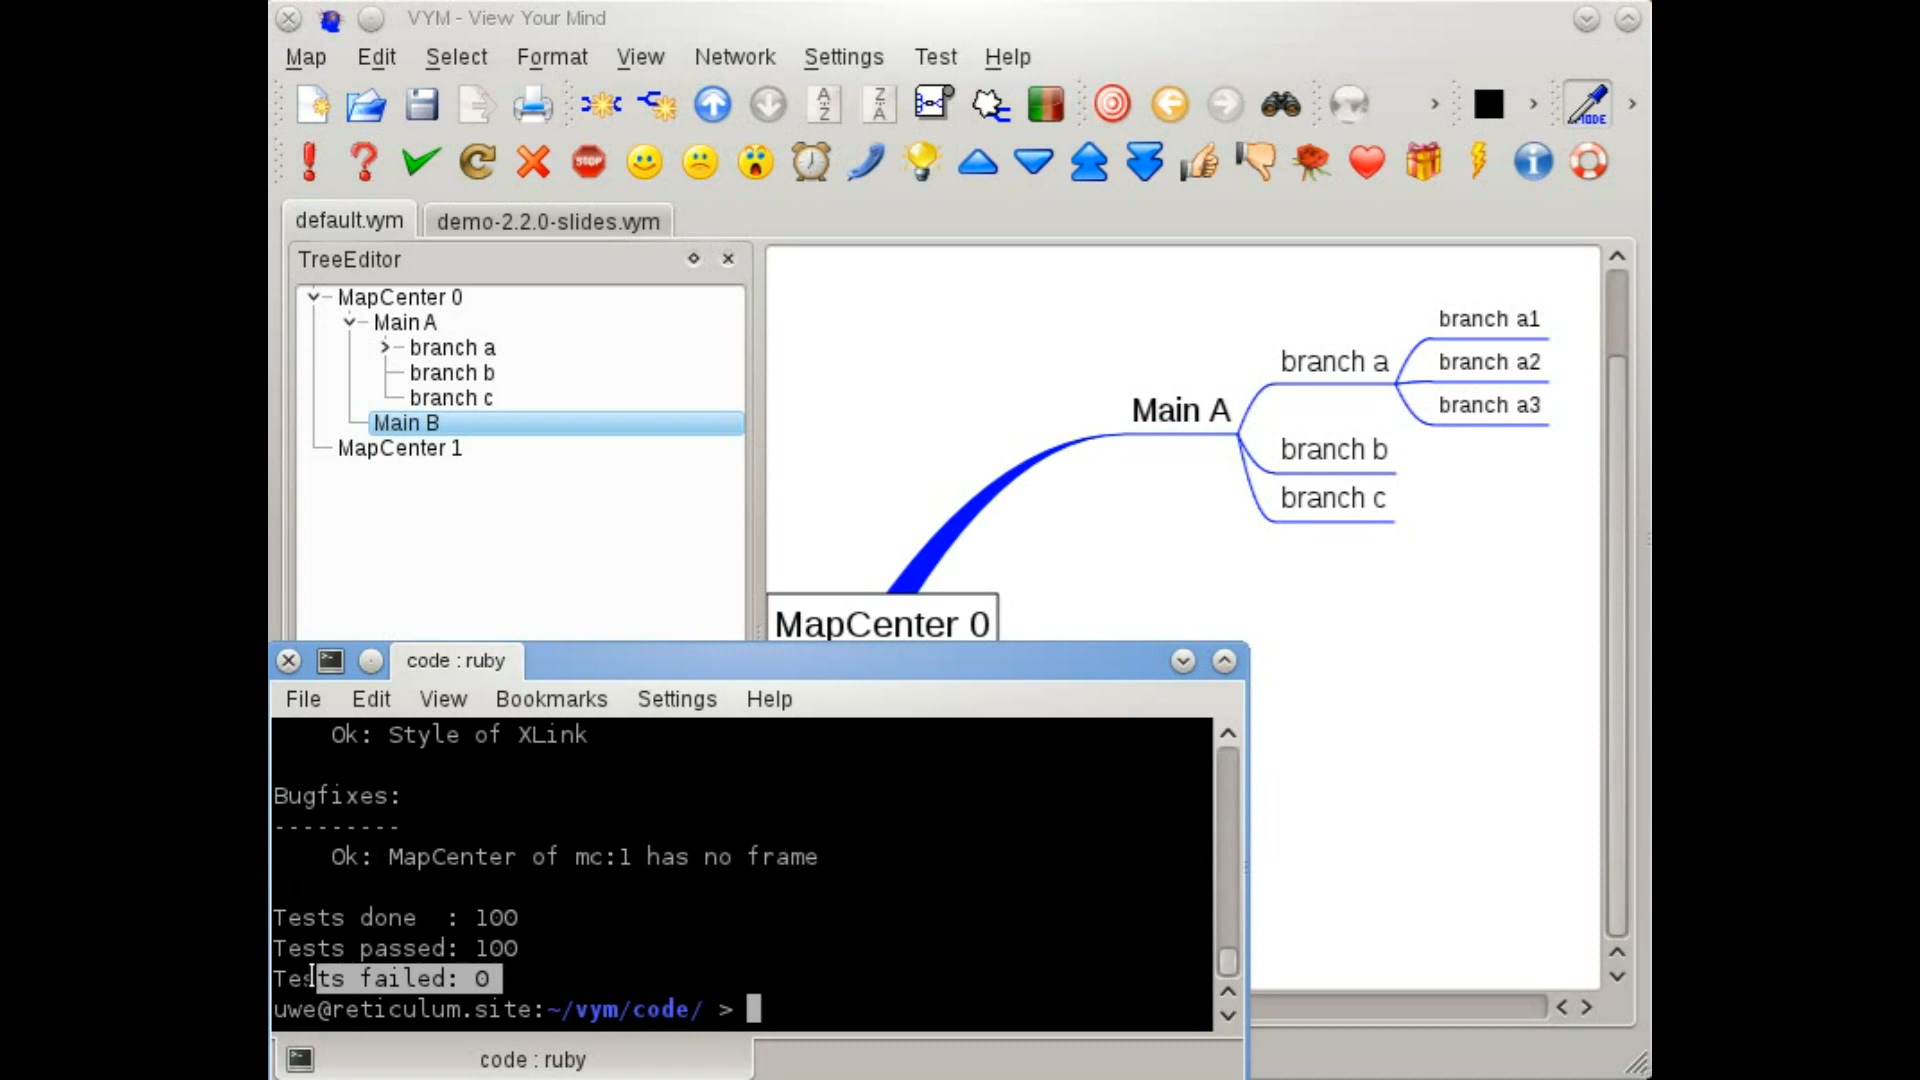 VYM - View Your Mind
Map Edit Select Format View Network Settings Test Help
A Z
Z A
MODE
STOP
default.vym demo-2.2.0-slides.vym
TreeEditor
MapCenter 0
Main A
branch a
branch b
branch c
Main B
MapCenter 1
branch a1
branch a branch a2
branch a3
Main A
branch b
branch c
MapCenter 0
code : ruby
File Edit View Bookmarks Settings Help
Ok: Style of XLink
Bugfixes:
---------
Ok: MapCenter of mc:1 has no frame
Tests done : 100
Tests passed: 100
Tests failed: 0
uwe@reticulum.site:~/vym/code/ >
code : ruby